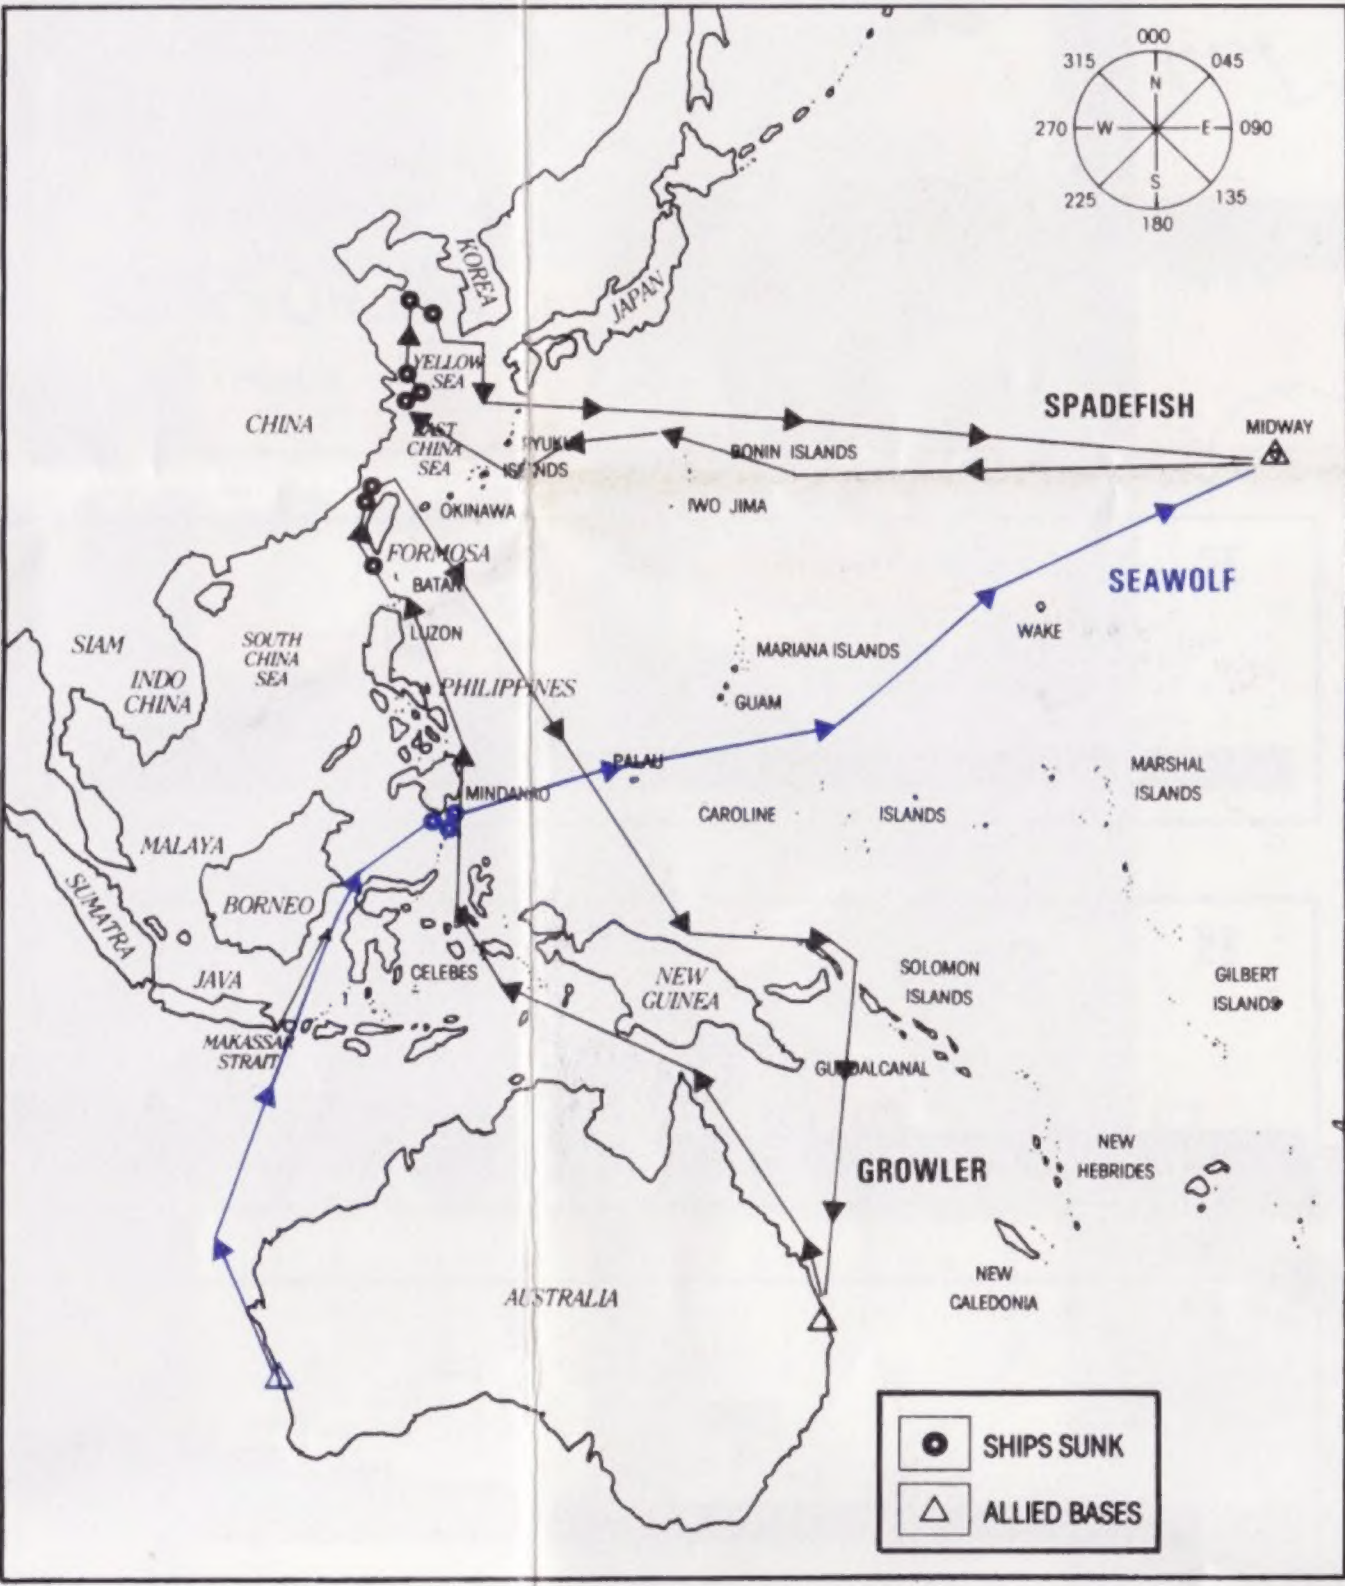 000
315
045
N
270
W
E
090
S
225
135
180
KOREA
JAPAN
YELLOW
SEA
SPADEFISH
CHINA
MIDWAY
EAST
CHINA
SEA
RYUKU
ISLANDS
BONIN ISLANDS
OKINAWA
IWO JIMA
FORMOSA
BATAN
SEAWOLF
LUZON
WAKE
SIAM
SOUTH
CHINA
SEA
MARIANA ISLANDS
INDO
CHINA
PHILIPPINES
GUAM
PALAU
MARSHAL
ISLANDS
MINDANAO
CAROLINE
ISLANDS
MALAYA
SUMATRA
BORNEO
JAVA
CELEBES
NEW
GUINEA
SOLOMON
ISLANDS
GILBERT
ISLANDS
MAKASSAR
STRAIT
GUADALCANAL
GROWLER
NEW
HEBRIDES
NEW
CALEDONIA
AUSTRALIA
SHIPS SUNK
ALLIED BASES